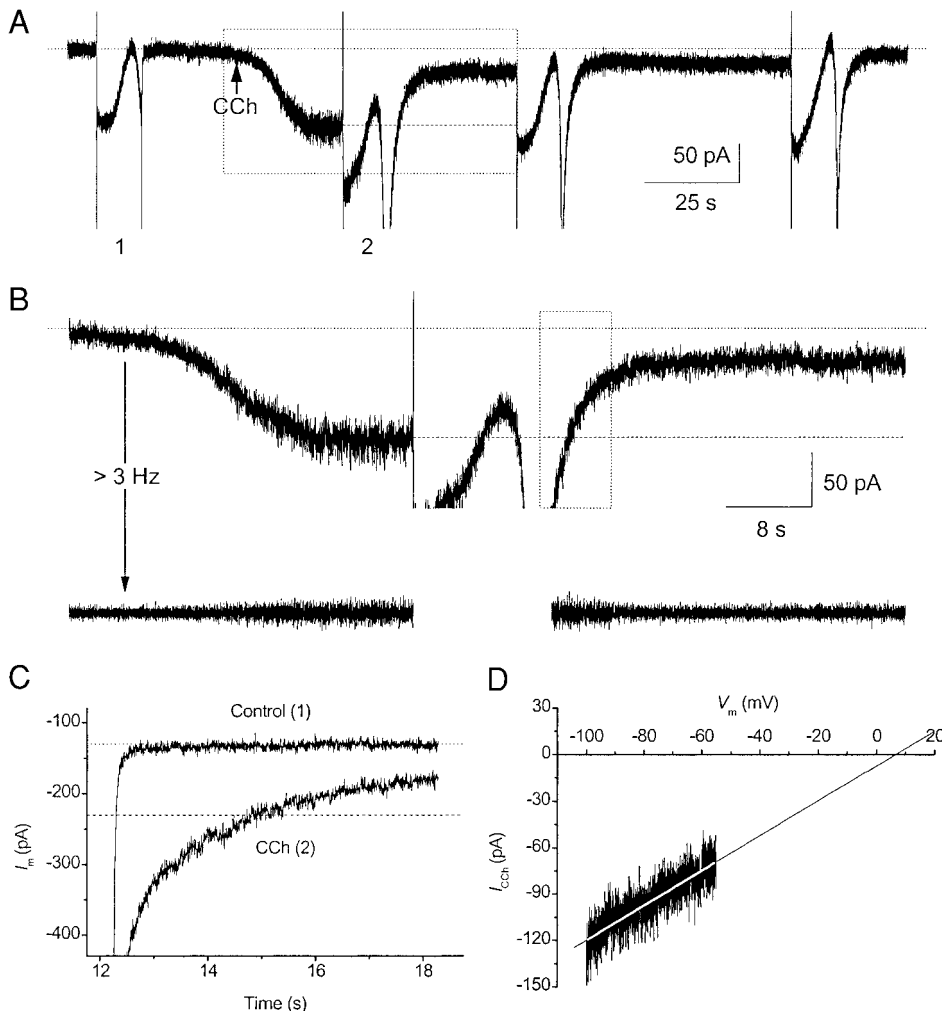 A
CCh
50 pA
25 s
1
2
B
> 3 Hz
50 pA
8 s
C
-100
-200
-300
-400
Im (pA)
Control (1)
CCh (2)
12
14
16
18
Time (s)
D
Vm (mV)
-100
-80
-60
-40
-20
0
20
30
0
-30
-60
-90
-120
-150
ICCh (pA)